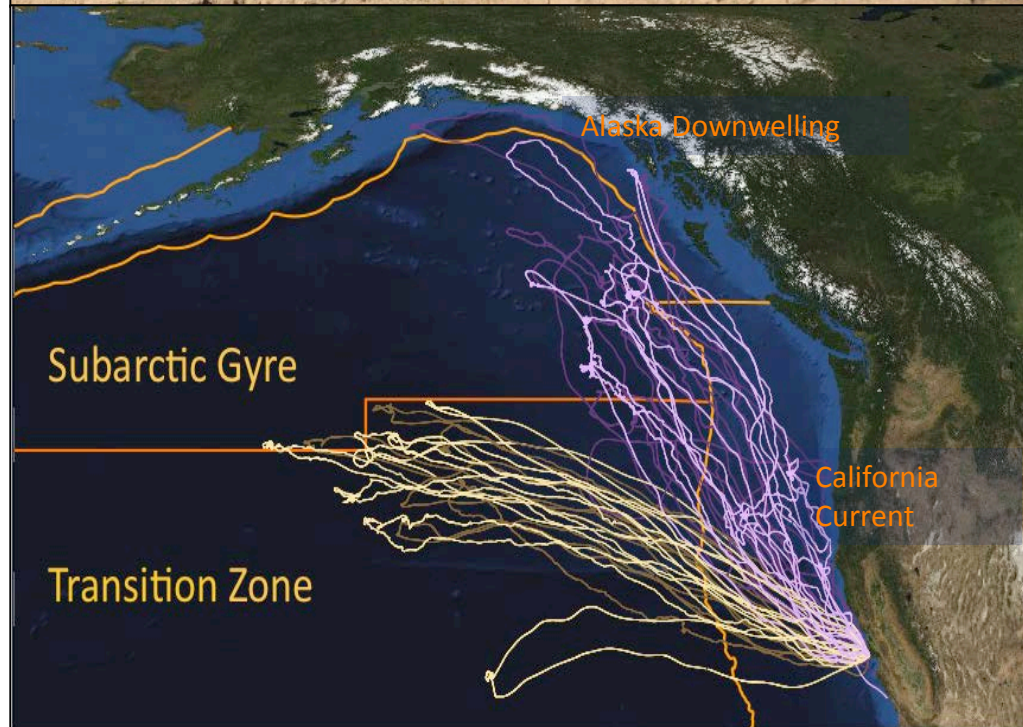 Alaska Downwelling
Subarctic Gyre
California
Current
Transition Zone